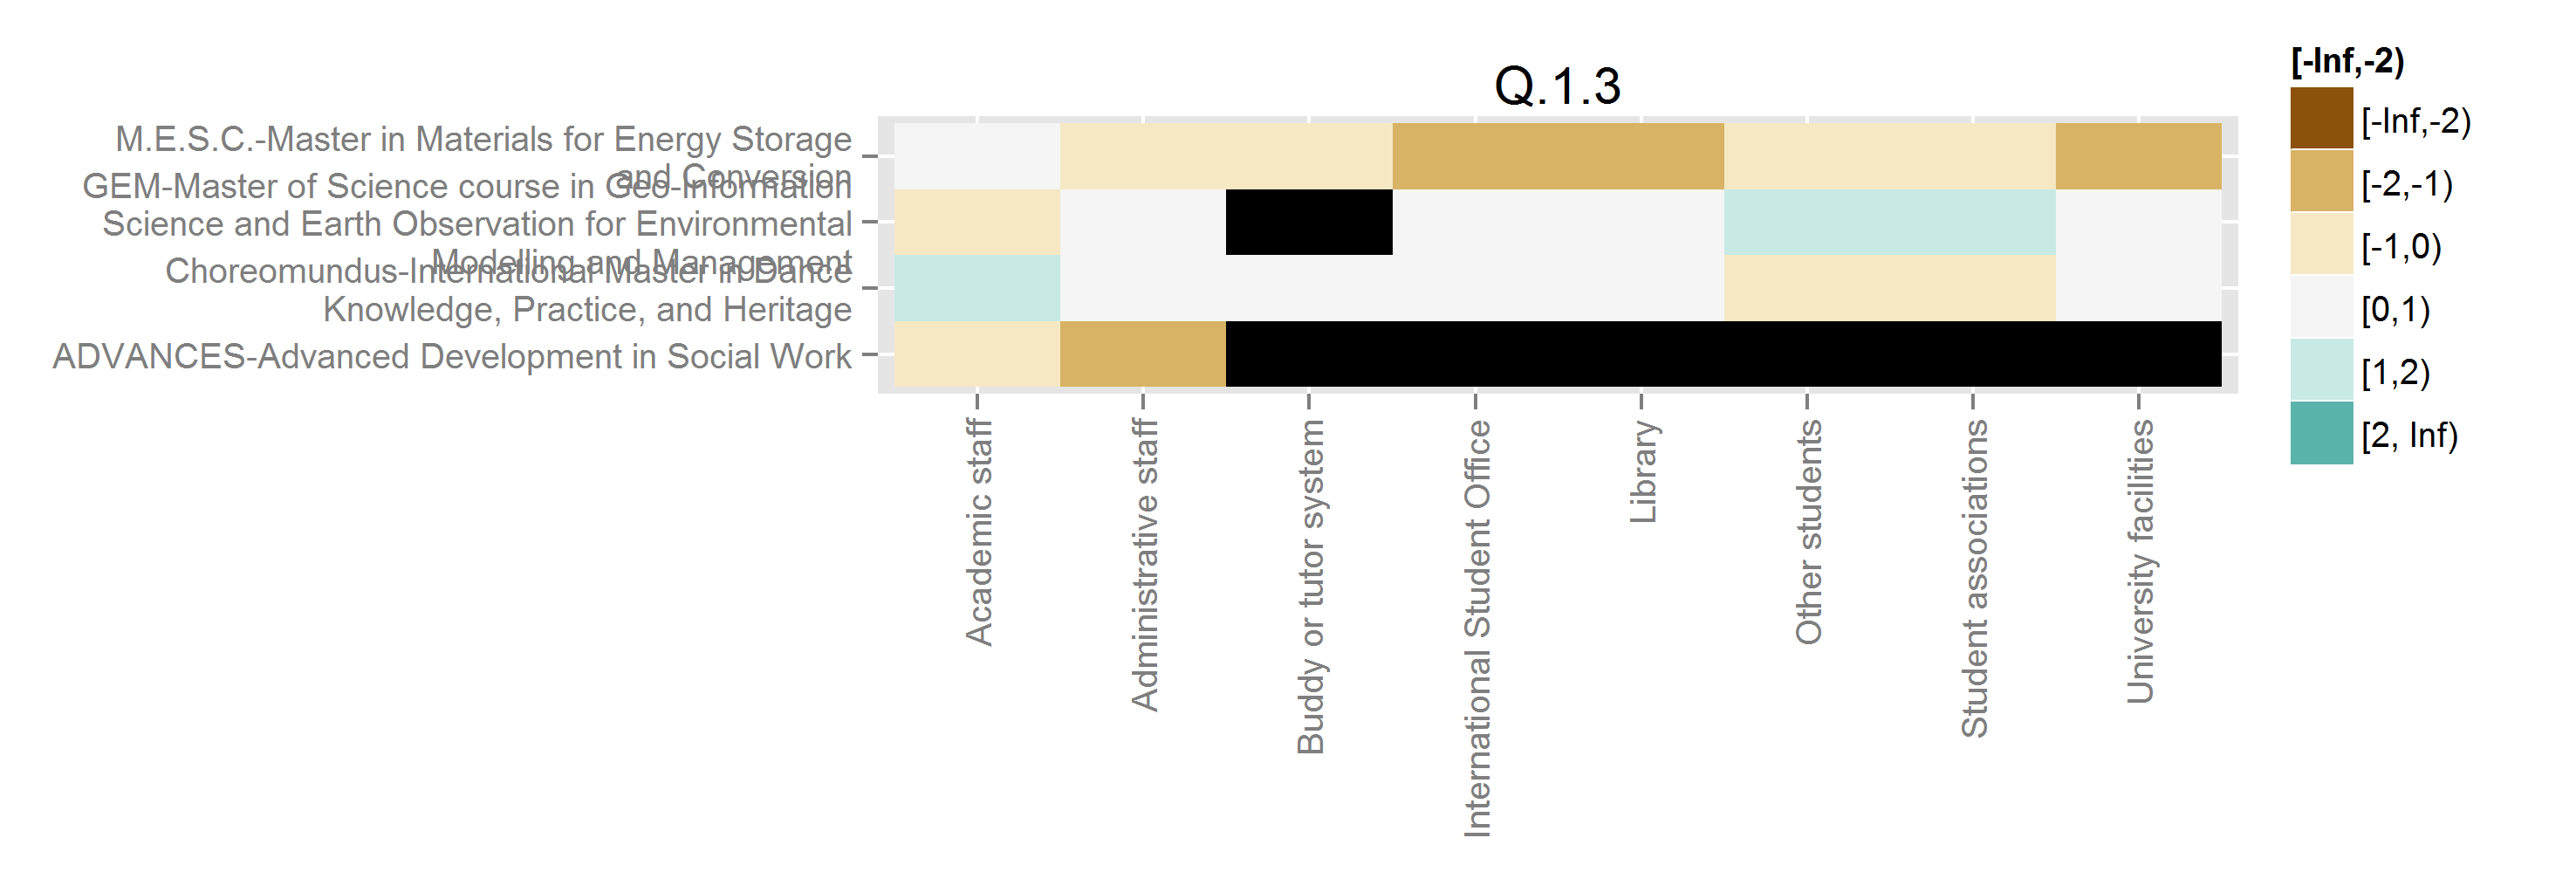 Q.1.3
M.E.S.C.-Master in Materials for Energy Storage
and Conversion
GEM-Master of Science course in Geo-Information
Science and Earth Observation for Environmental
Modelling and Management
Choreomundus-International Master in Dance
Knowledge, Practice, and Heritage
ADVANCES-Advanced Development in Social Work
Academic staff
Administrative staff
Buddy or tutor system
International Student Office
Library
Other students
Student associations
University facilities
[-Inf,-2)
[-Inf,-2)
[-2,-1)
[-1,0)
[0,1)
[1,2)
[2, Inf)